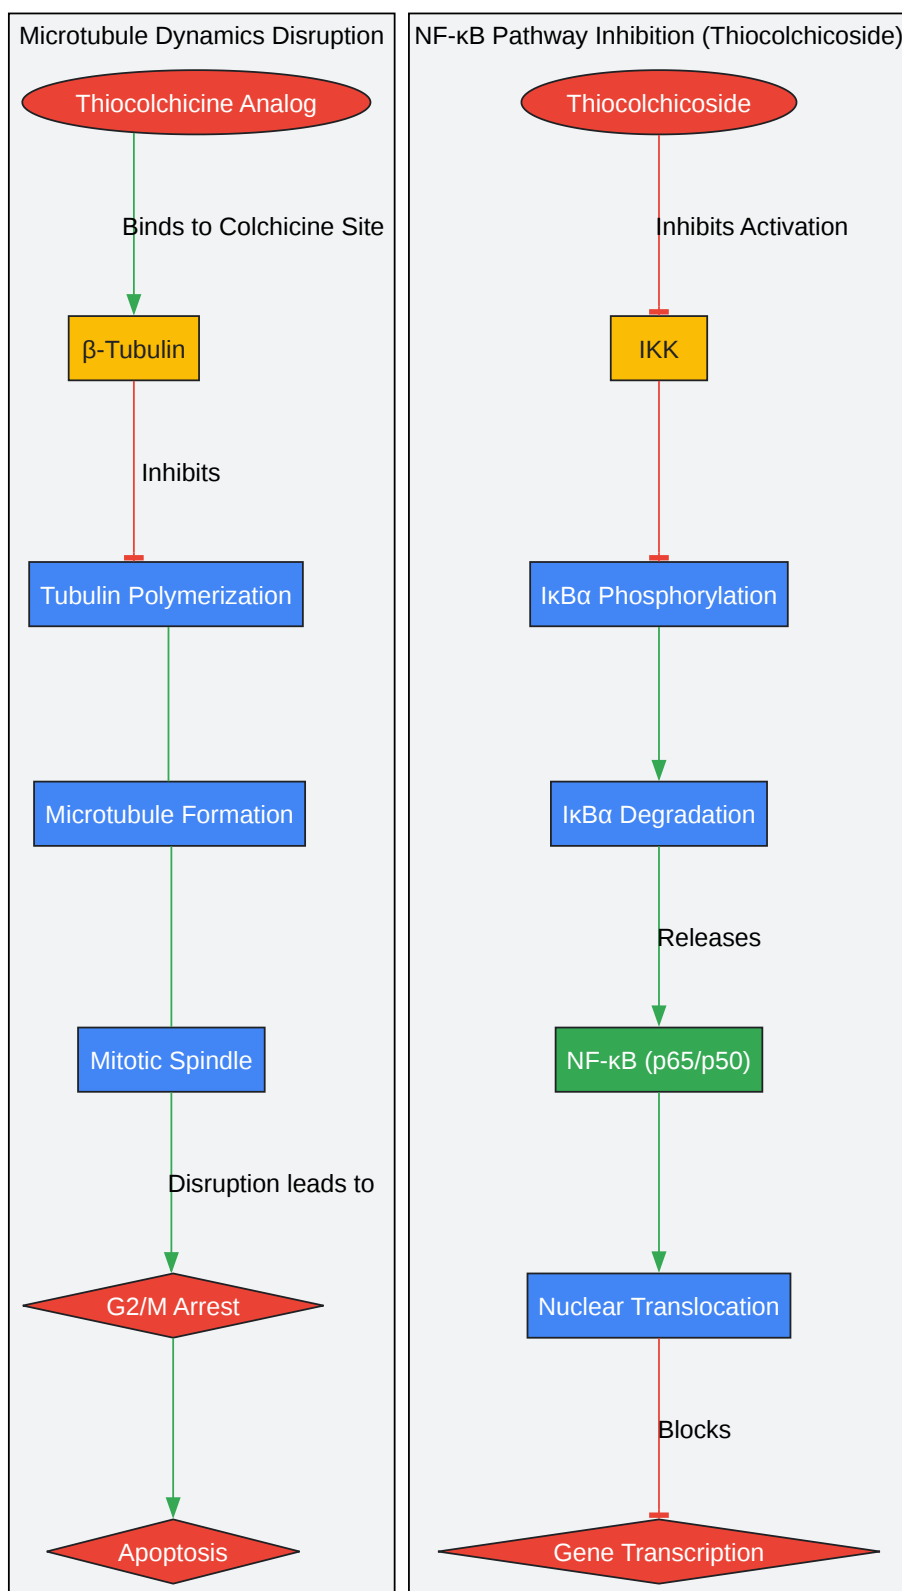 Microtubule Dynamics Disruption
Thiocolchicine Analog
Binds to Colchicine Site
β-Tubulin
Inhibits
Tubulin Polymerization
Microtubule Formation
Mitotic Spindle
Disruption leads to
G2/M Arrest
Apoptosis
NF-κB Pathway Inhibition (Thiocolchicoside)
Thiocolchicoside
Inhibits Activation
IKK
IκBα Phosphorylation
IκBα Degradation
Releases
NF-κB (p65/p50)
Nuclear Translocation
Blocks
Gene Transcription